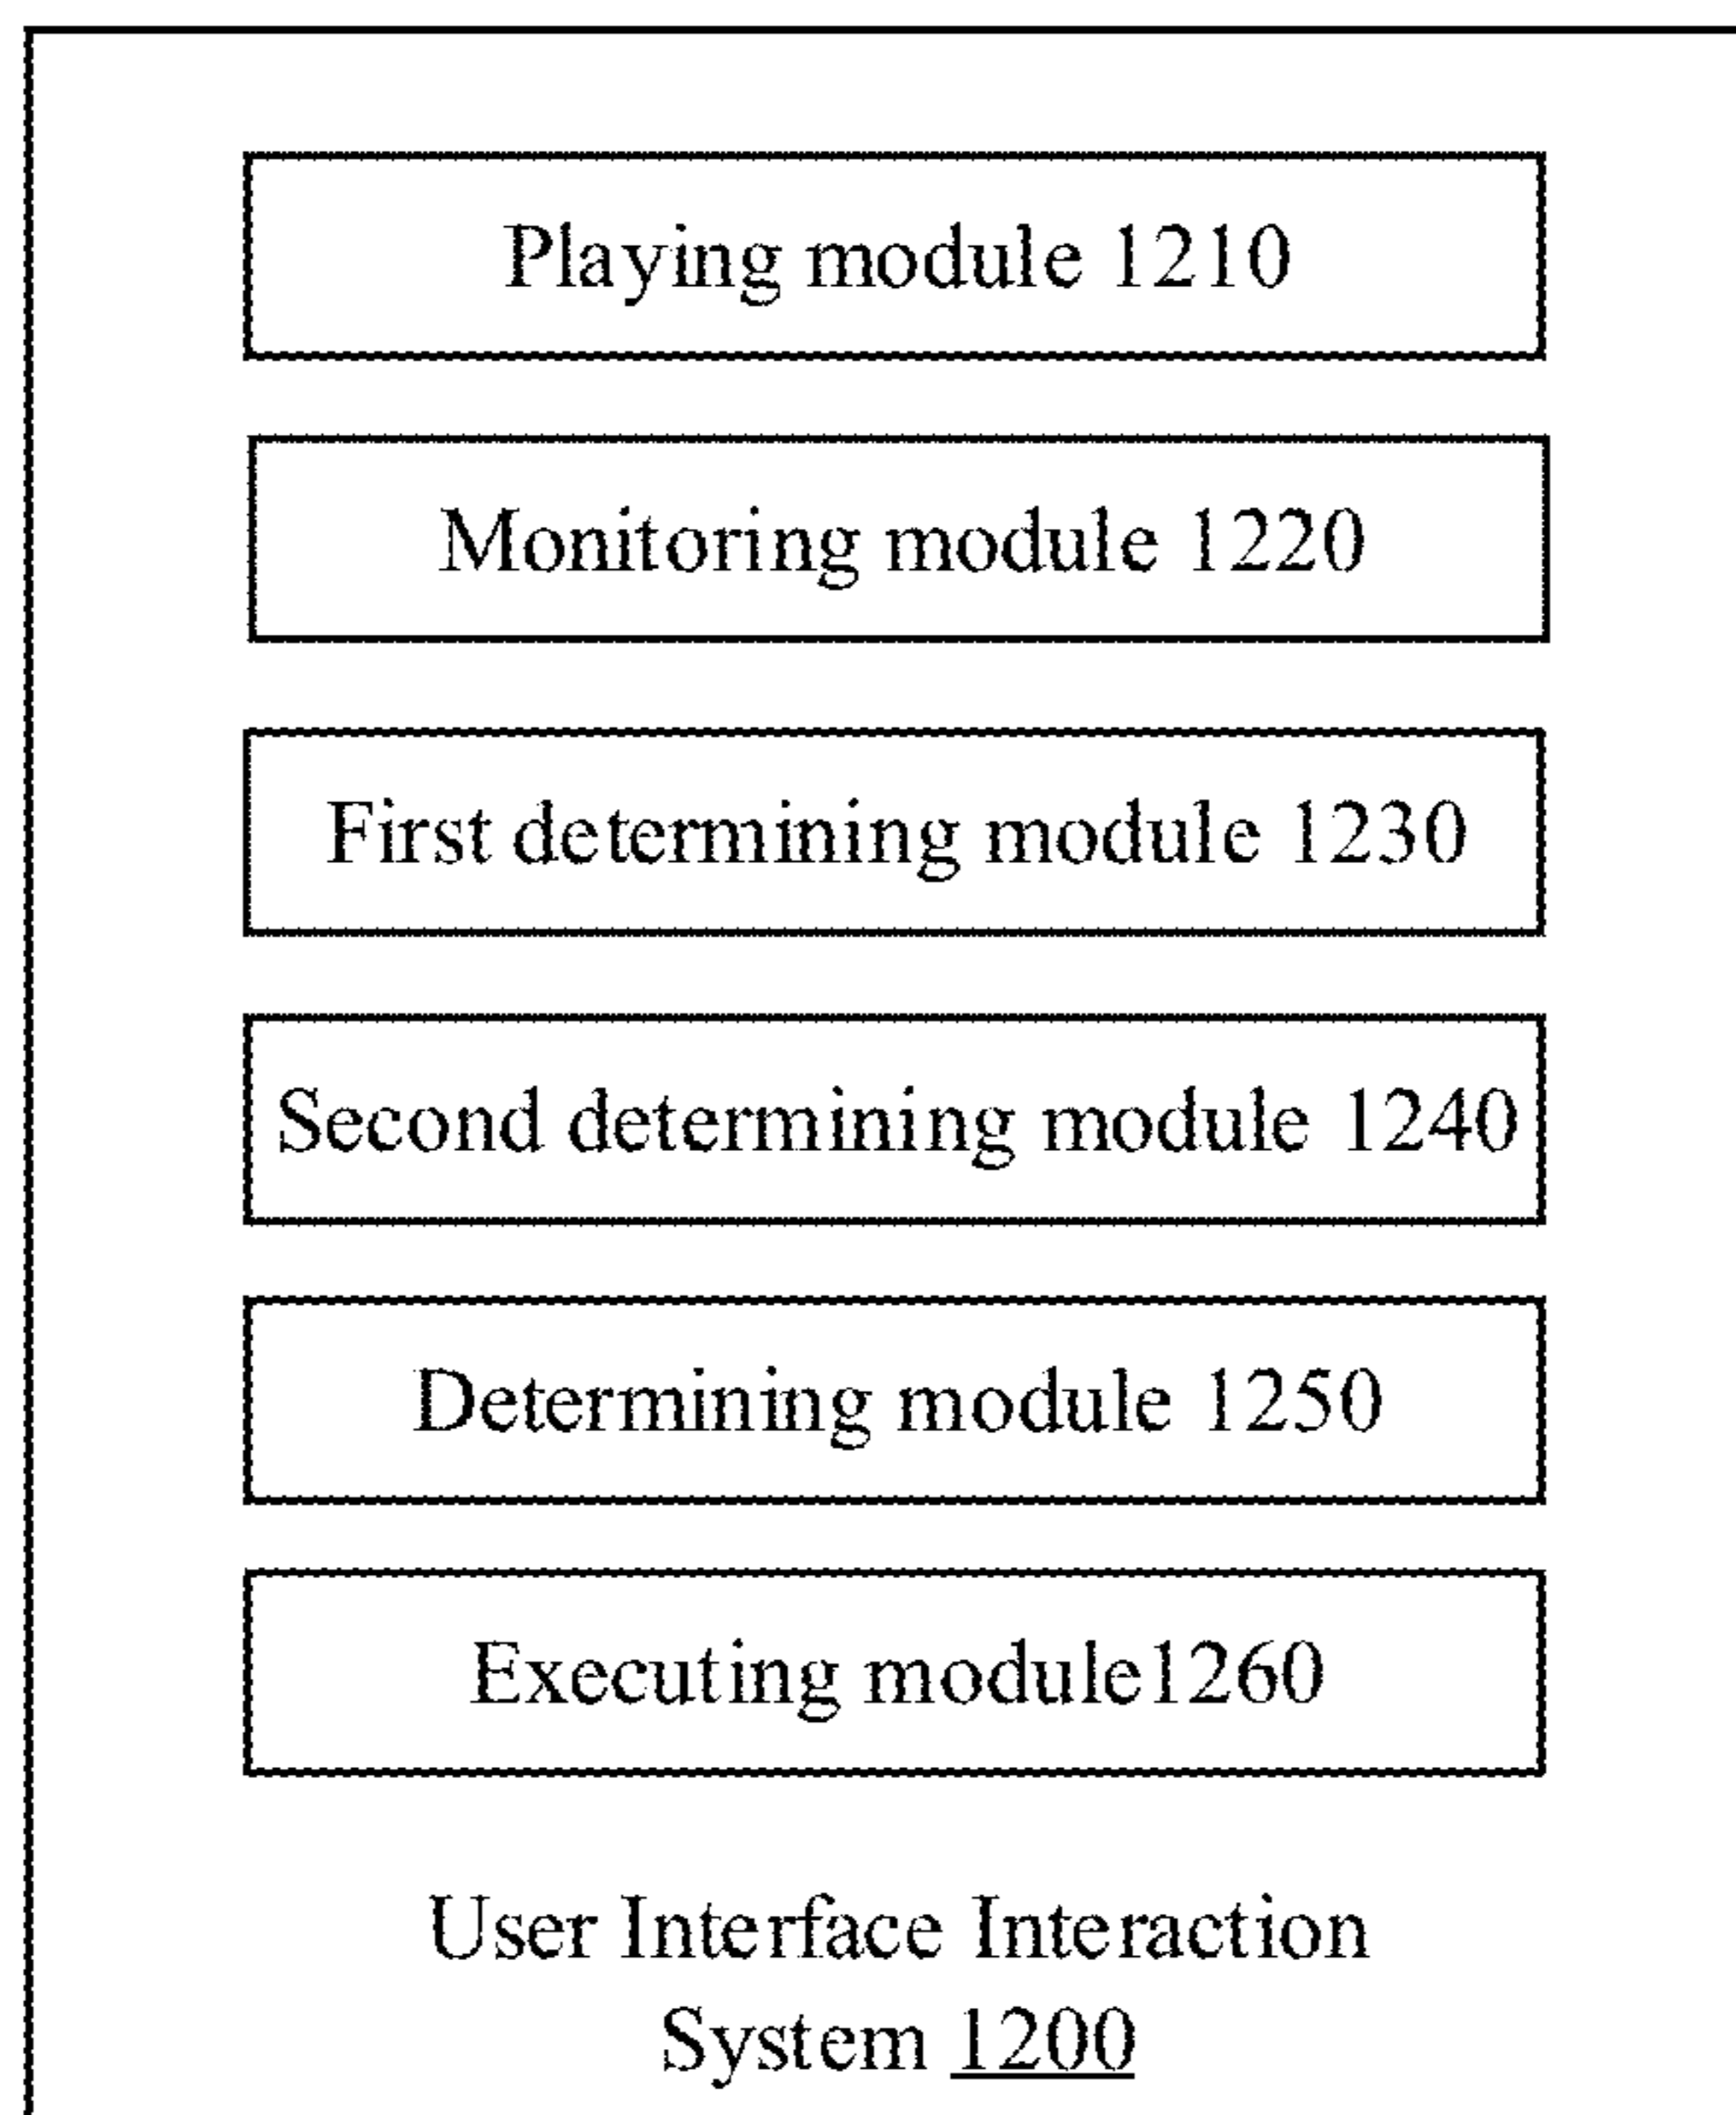 Playing module 1210
Monitoring module 1220
First determining module 1230
Second determining module 1240
Determining module 1250
Executing module1260
User Interface Interaction
System 1200